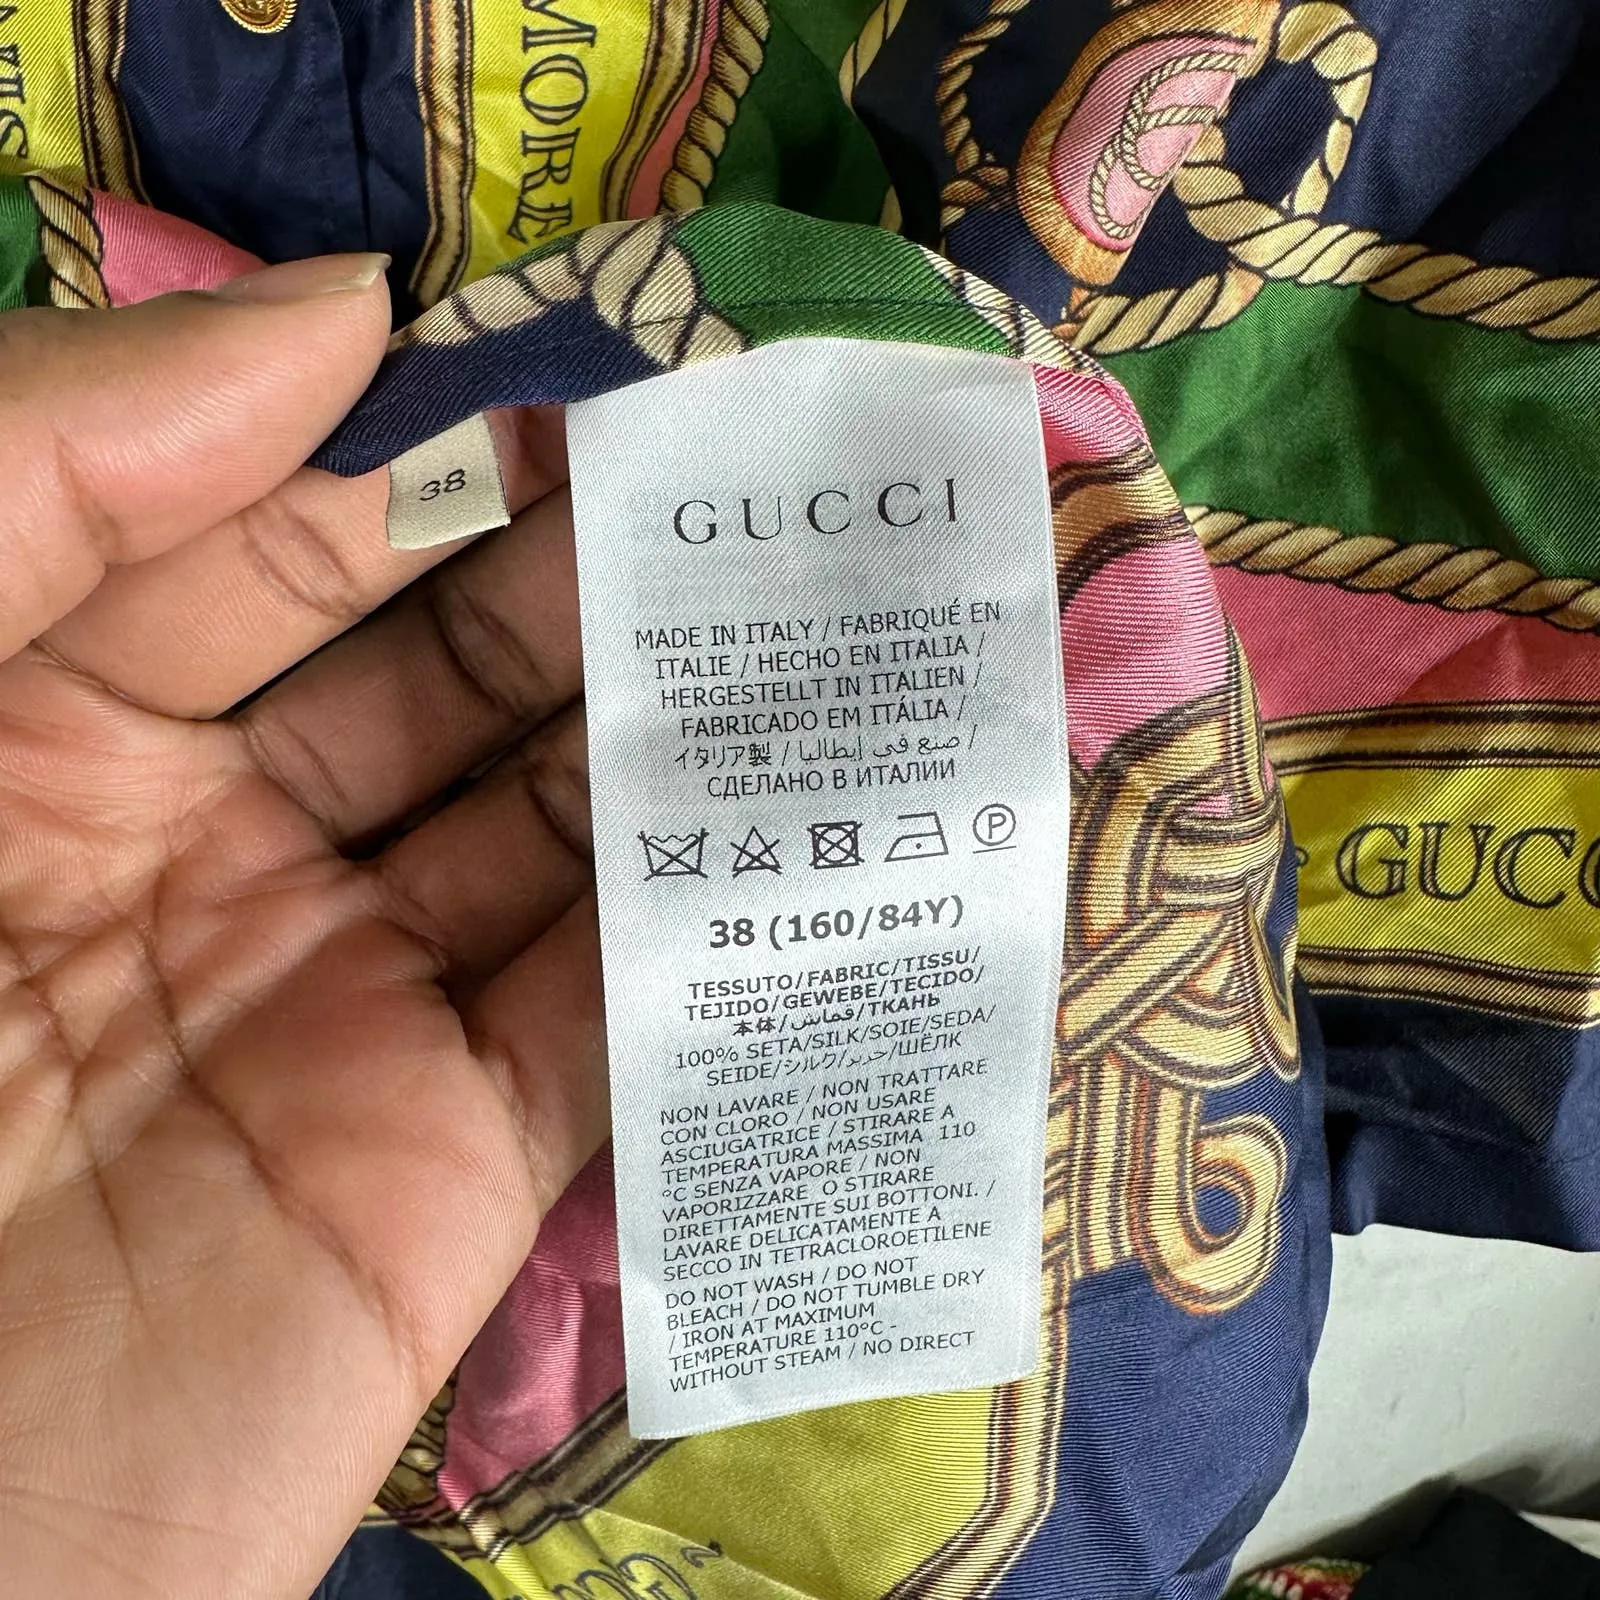 MORE
38
GUCCI
MADE IN ITALY / FABRIQUÉ EN
ITALIE / HECHO EN ITALIA /
HERGESTELLT IN ITALIEN /
FABRICADO EM ITÁLIA /
イタリア製 / صنع في إيطاليا /
СДЕЛАНО В ИТАЛИИ
P
38 (160/84Y)
TESSUTO/FABRIC/TISSU/
TEJIDO/GEWEBE/TECIDO/
本体/قماش/ТКАНЬ
100% SETA/SILK/SOIE/SEDA/
SEIDE/シルク/حرير/ШЁЛК
NON LAVARE / NON TRATTARE
CON CLORO / NON USARE
ASCIUGATRICE / STIRARE A
TEMPERATURA MASSIMA 110
°C SENZA VAPORE / NON
VAPORIZZARE O STIRARE
DIRETTAMENTE SUI BOTTONI. /
LAVARE DELICATAMENTE A
SECCO IN TETRACLOROETILENE
DO NOT WASH / DO NOT
BLEACH / DO NOT TUMBLE DRY
/ IRON AT MAXIMUM
TEMPERATURE 110°C -
WITHOUT STEAM / NO DIRECT
GUCC